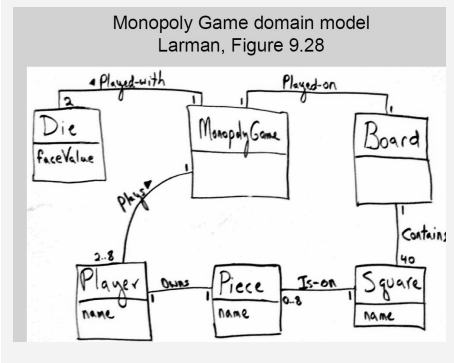 Monopoly Game domain model
Larman, Figure 9.28
◄ Played-with
Played-on
2
1
1
1
Die
faceValue
MonopolyGame
Board
Plays ►
1
1
Contains
2..8
40
Player
name
1
Owns
1
Piece
name
0..8
Is-on
1
Square
name